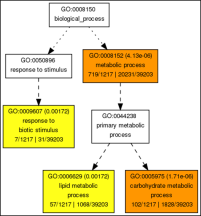 GO:0008150
biological_process
GO:0050896
response to stimulus
GO:0008152 (4.13e-06)
metabolic process
719/1217 | 20231/39203
GO:0009607 (0.00172)
response to
biotic stimulus
7/1217 | 31/39203
GO:0044238
primary metabolic
process
GO:0006629 (0.00172)
lipid metabolic
process
57/1217 | 1068/39203
GO:0005975 (1.71e-06)
carbohydrate metabolic
process
102/1217 | 1828/39203